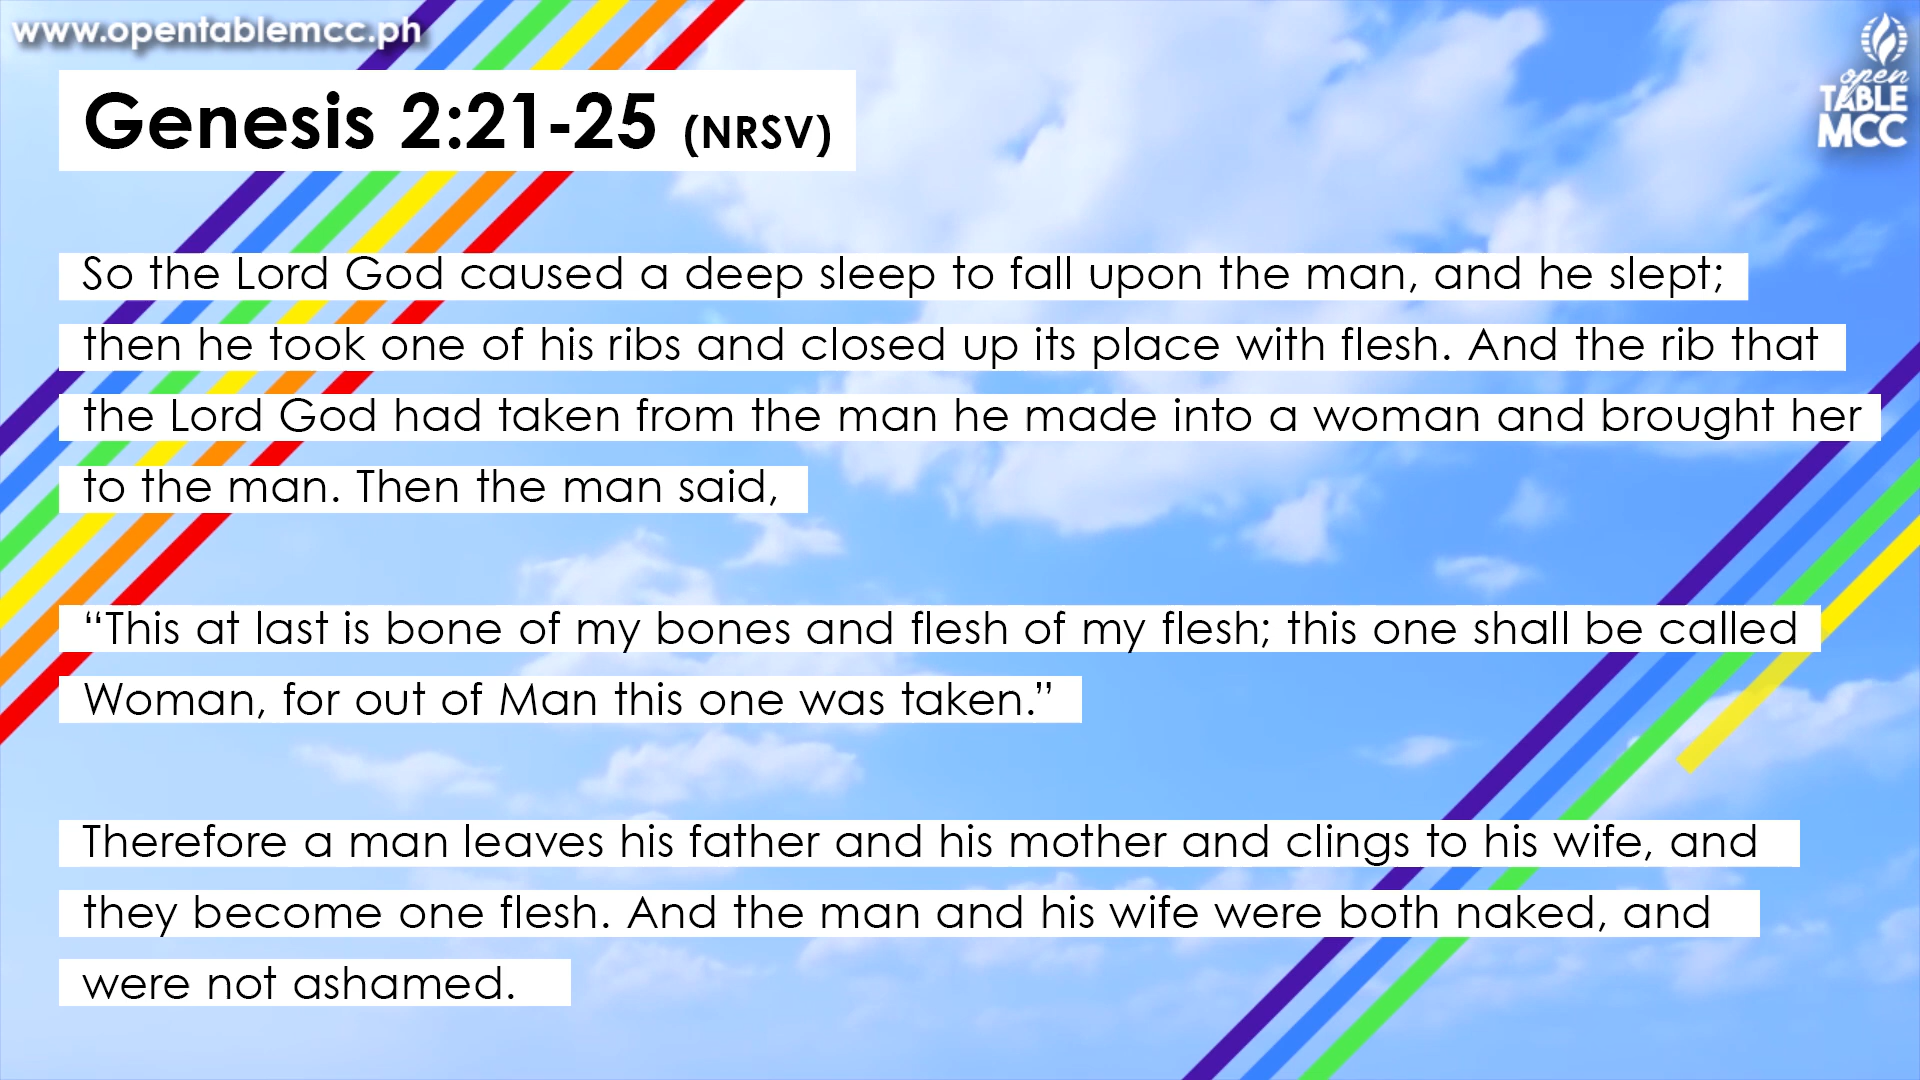 www.opentablemcc.ph
open
TABLE
MCC
Genesis 2:21-25 (NRSV)
So the Lord God caused a deep sleep to fall upon the man, and he slept;
then he took one of his ribs and closed up its place with flesh. And the rib that
the Lord God had taken from the man he made into a woman and brought her
to the man. Then the man said,
“This at last is bone of my bones and flesh of my flesh; this one shall be called
Woman, for out of Man this one was taken.”
Therefore a man leaves his father and his mother and clings to his wife, and
they become one flesh. And the man and his wife were both naked, and
were not ashamed.